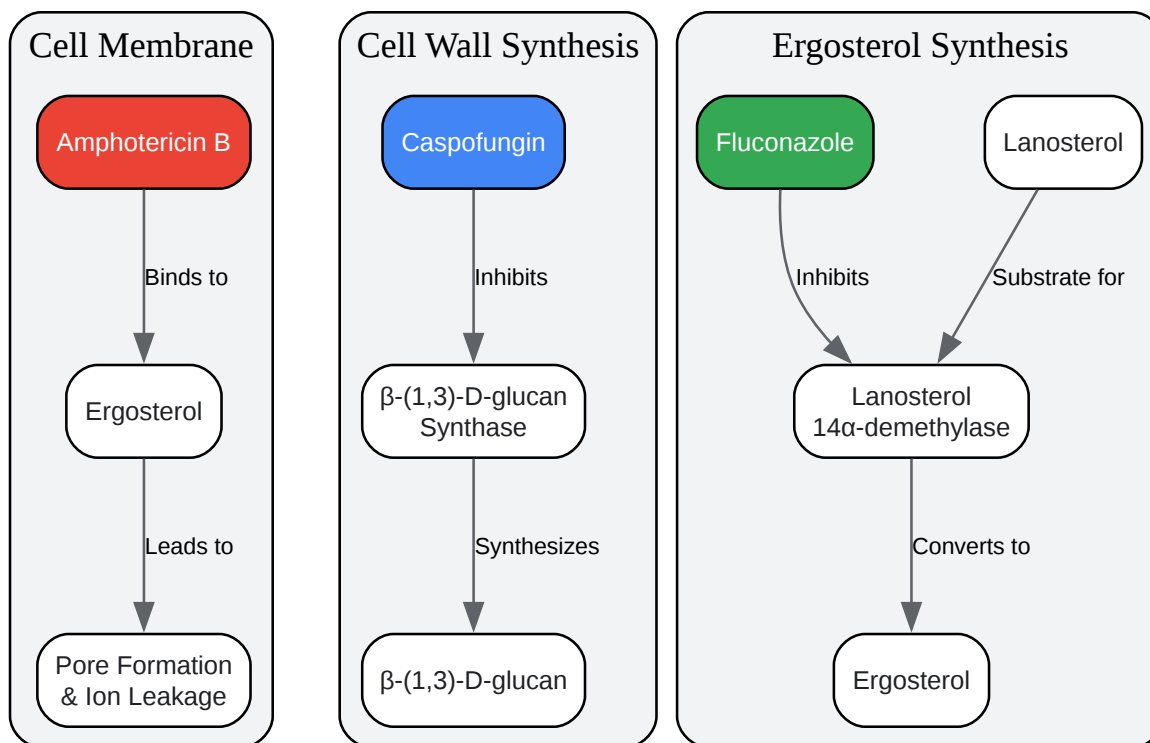 Cell Membrane
Amphotericin B
Binds to
Ergosterol
Leads to
Pore Formation
& Ion Leakage
Cell Wall Synthesis
Caspofungin
Inhibits
β-(1,3)-D-glucan
Synthase
Synthesizes
β-(1,3)-D-glucan
Ergosterol Synthesis
Fluconazole
Lanosterol
Inhibits
Substrate for
Lanosterol
14α-demethylase
Converts to
Ergosterol